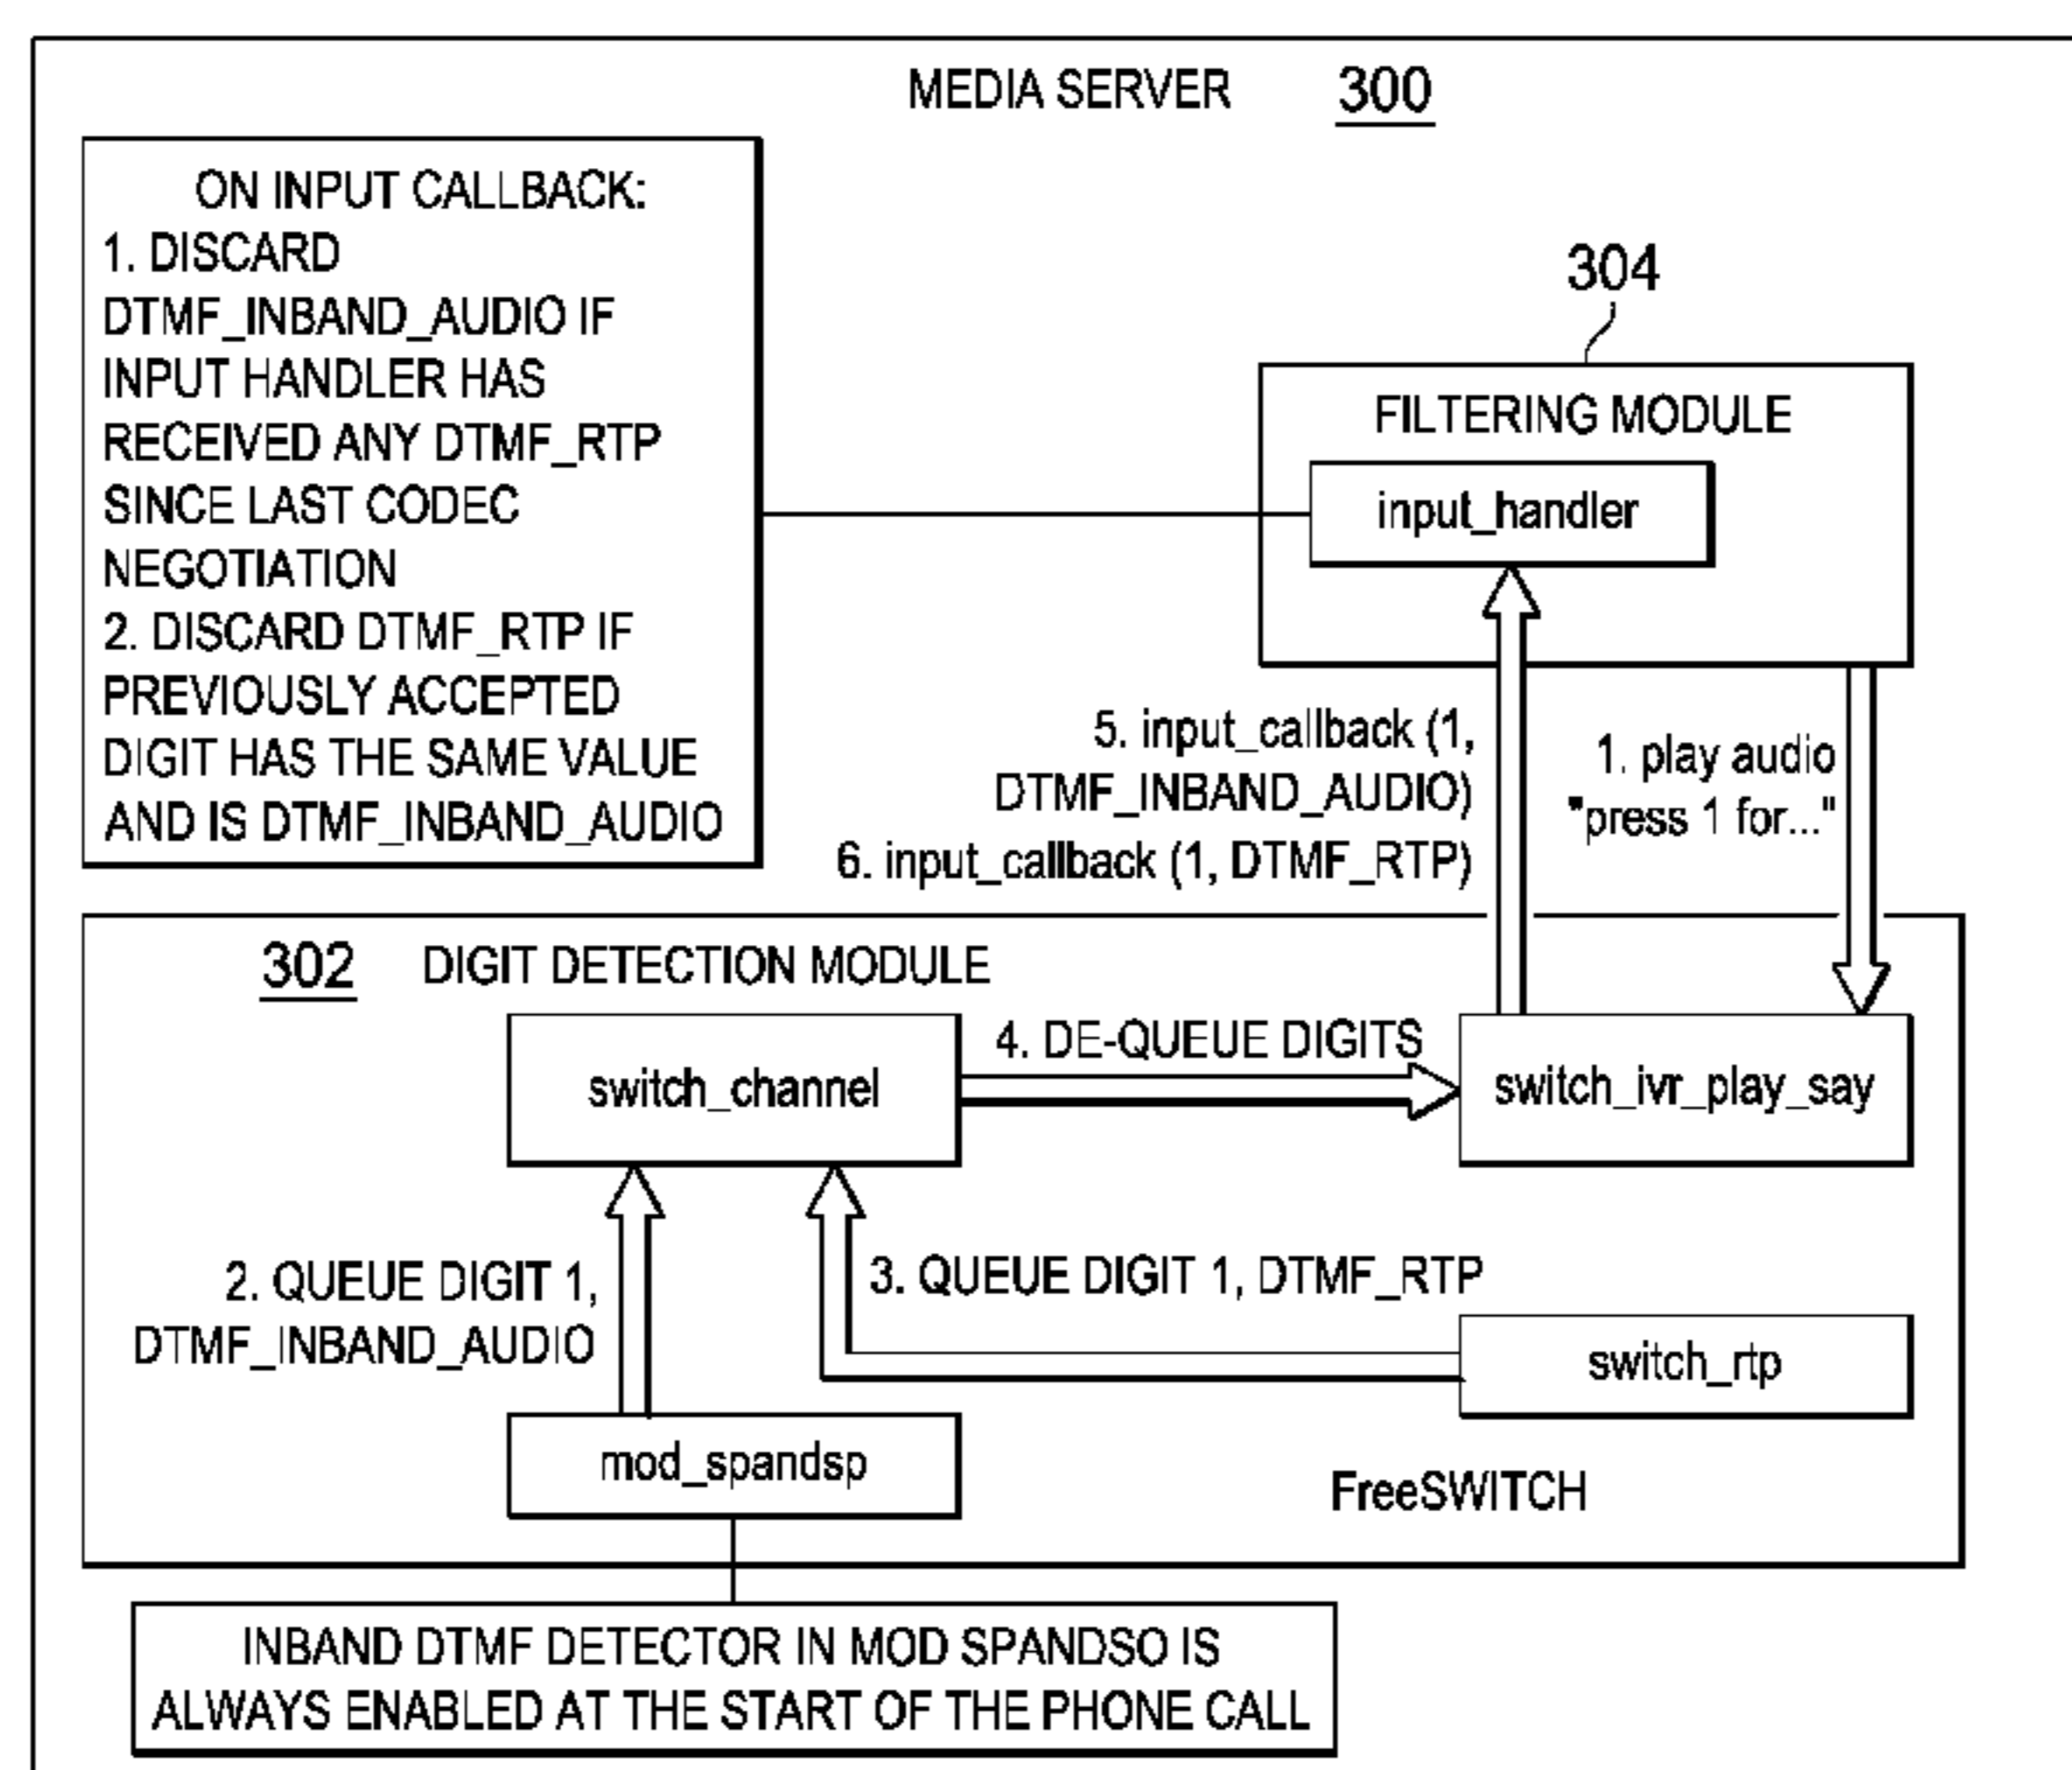 MEDIA SERVER 300
ON INPUT CALLBACK:
1. DISCARD
DTMF_INBAND_AUDIO IF
INPUT HANDLER HAS
RECEIVED ANY DTMF_RTP
SINCE LAST CODEC
NEGOTIATION
2. DISCARD DTMF_RTP IF
PREVIOUSLY ACCEPTED
DIGIT HAS THE SAME VALUE
AND IS DTMF_INBAND_AUDIO
304
FILTERING MODULE
input_handler
5. input_callback (1,
DTMF_INBAND_AUDIO)
6. input_callback (1, DTMF_RTP)
1. play audio
"press 1 for..."
302 DIGIT DETECTION MODULE
switch_channel
4. DE-QUEUE DIGITS
switch_ivr_play_say
2. QUEUE DIGIT 1,
DTMF_INBAND_AUDIO
3. QUEUE DIGIT 1, DTMF_RTP
switch_rtp
mod_spandsp
FreeSWITCH
INBAND DTMF DETECTOR IN MOD SPANDSO IS
ALWAYS ENABLED AT THE START OF THE PHONE CALL